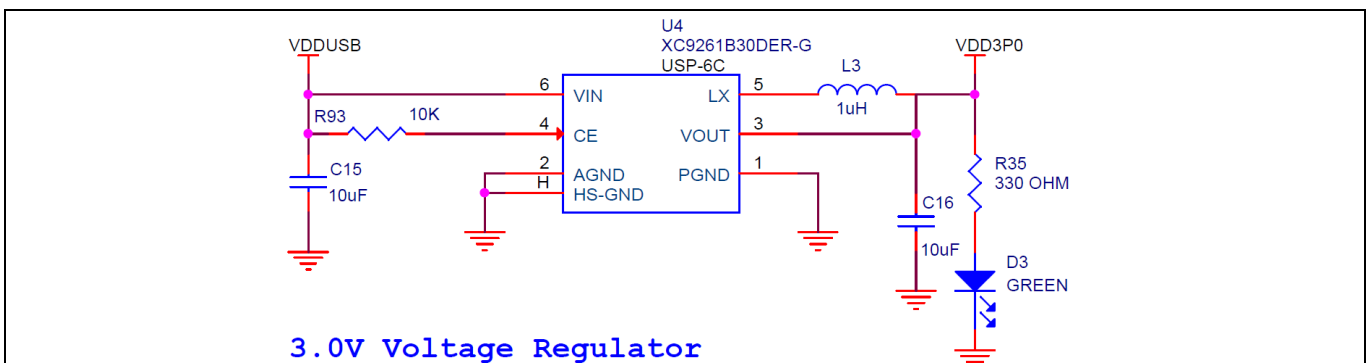 U4
XC9261B30DER-G
USP-6C
VDDUSB
VDD3P0
L3
1uH
6
VIN
LX
5
R93
10K
4
CE
VOUT
3
C15
10uF
2
AGND
H
HS-GND
PGND
1
R35
330 OHM
C16
10uF
D3
GREEN
3.0V Voltage Regulator